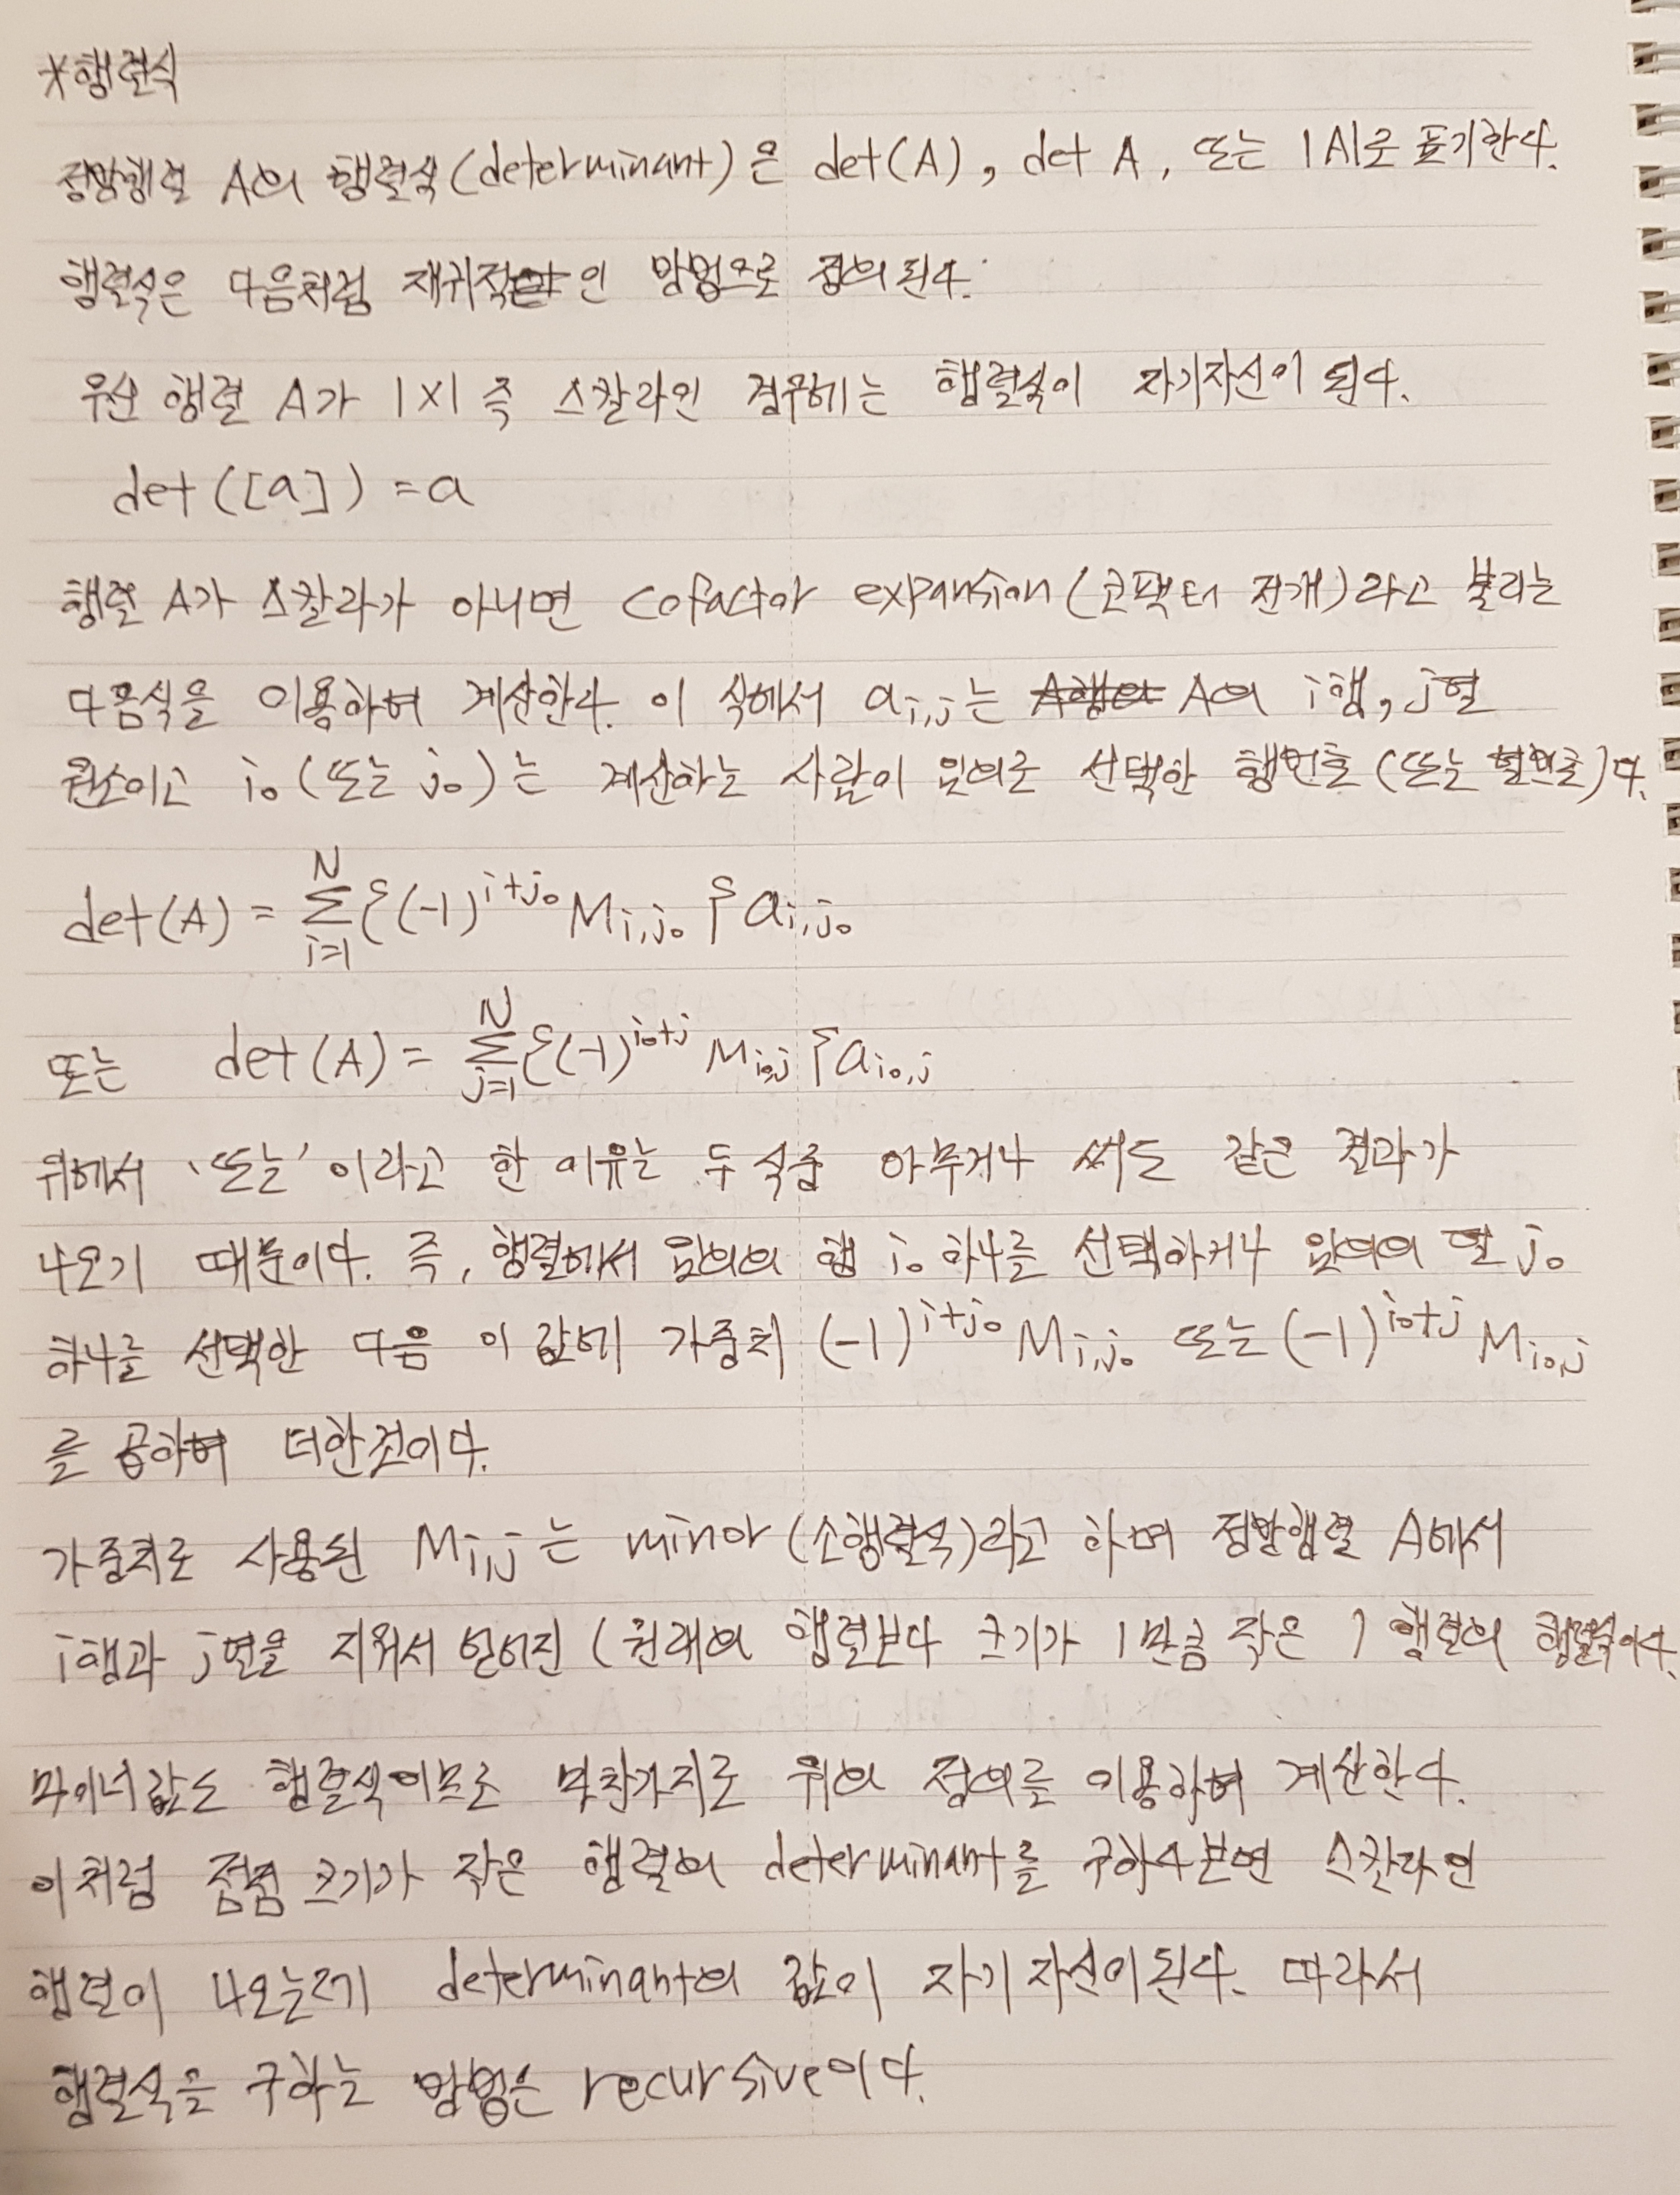 *행렬식
정방행렬 A의 행렬식(determinant)은 det(A), det A, 또는 |A|로 표기한다.
행렬식은 다음처럼 재귀적인 방법으로 정의된다.
우선 행렬 A가 1×1 즉 스칼라인 경우에는 행렬식이 자기자신이 된다.
det([a]) = a
행렬 A가 스칼라가 아니면 cofactor expansion(코팩터 전개)라고 불리는
다음식을 이용하여 계산한다. 이 식에서 a_{i,j}는 A의 i행, j열
원소이고 i₀(또는 j₀)는 계산하는 사람이 임의로 선택한 행번호(또는 열번호)다.
det(A) = \sum_{i=1}^{N} {(-1)^{i+j₀} M_{i,j₀}} a_{i,j₀}
또는 det(A) = \sum_{j=1}^{N} {(-1)^{i₀+j} M_{i₀,j}} a_{i₀,j}
위에서 '또는'이라고 한 이유는 두 식중 아무거나 써도 같은 결과가
나오기 때문이다. 즉, 행렬에서 임의의 행 i₀ 하나를 선택하거나 임의의 열 j₀
하나를 선택한 다음 이 값에 가중치 (-1)^{i+j₀} M_{i,j₀} 또는 (-1)^{i₀+j} M_{i₀,j}
를 곱하여 더한것이다.
가중치로 사용된 M_{i,j}는 minor(소행렬식)라고 하며 정방행렬 A에서
i행과 j열을 지워서 얻어진 (원래의 행렬보다 크기가 1만큼 작은) 행렬의 행렬식이다.
마이너값도 행렬식이므로 마찬가지로 위의 정의를 이용하여 계산한다.
이처럼 점점 크기가 작은 행렬의 determinant를 구하다보면 스칼라인
행렬이 나오는데 determinant의 값이 자기 자신이된다. 따라서
행렬식을 구하는 방법은 recursive이다.